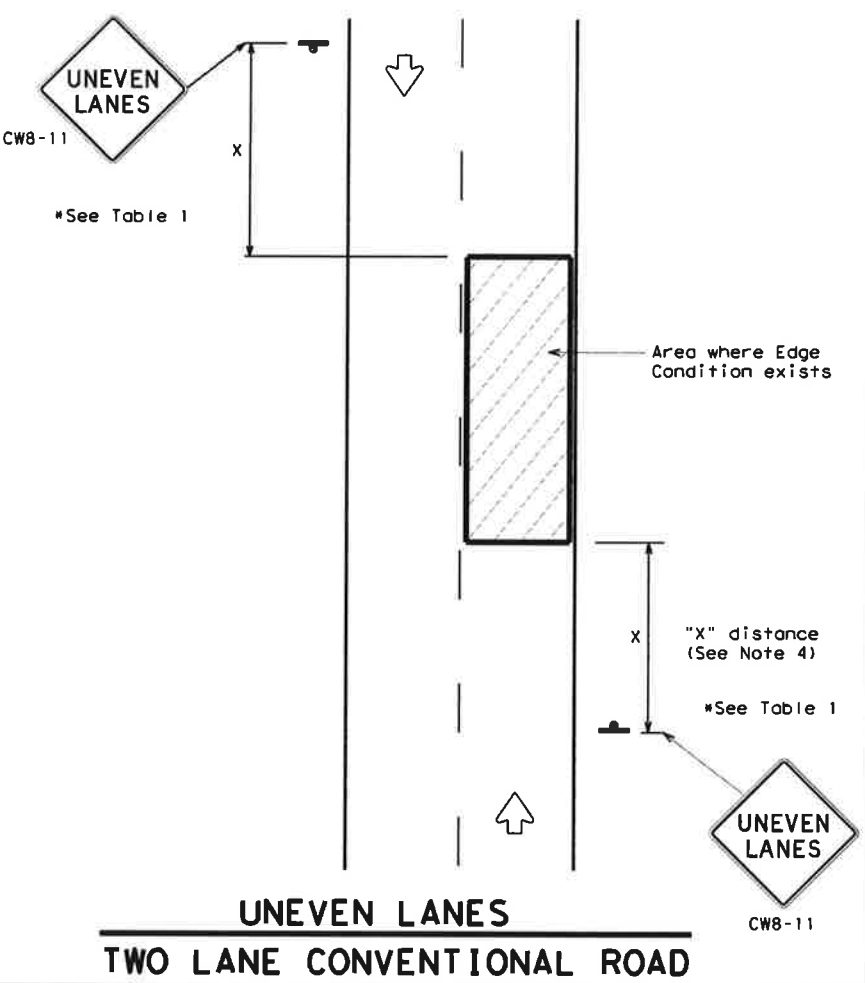 UNEVEN
LANES
CW8-11
X
*See Table 1
Area where Edge
Condition exists
X
"X" distance
(See Note 4)
*See Table 1
UNEVEN
LANES
CW8-11
UNEVEN LANES
TWO LANE CONVENTIONAL ROAD